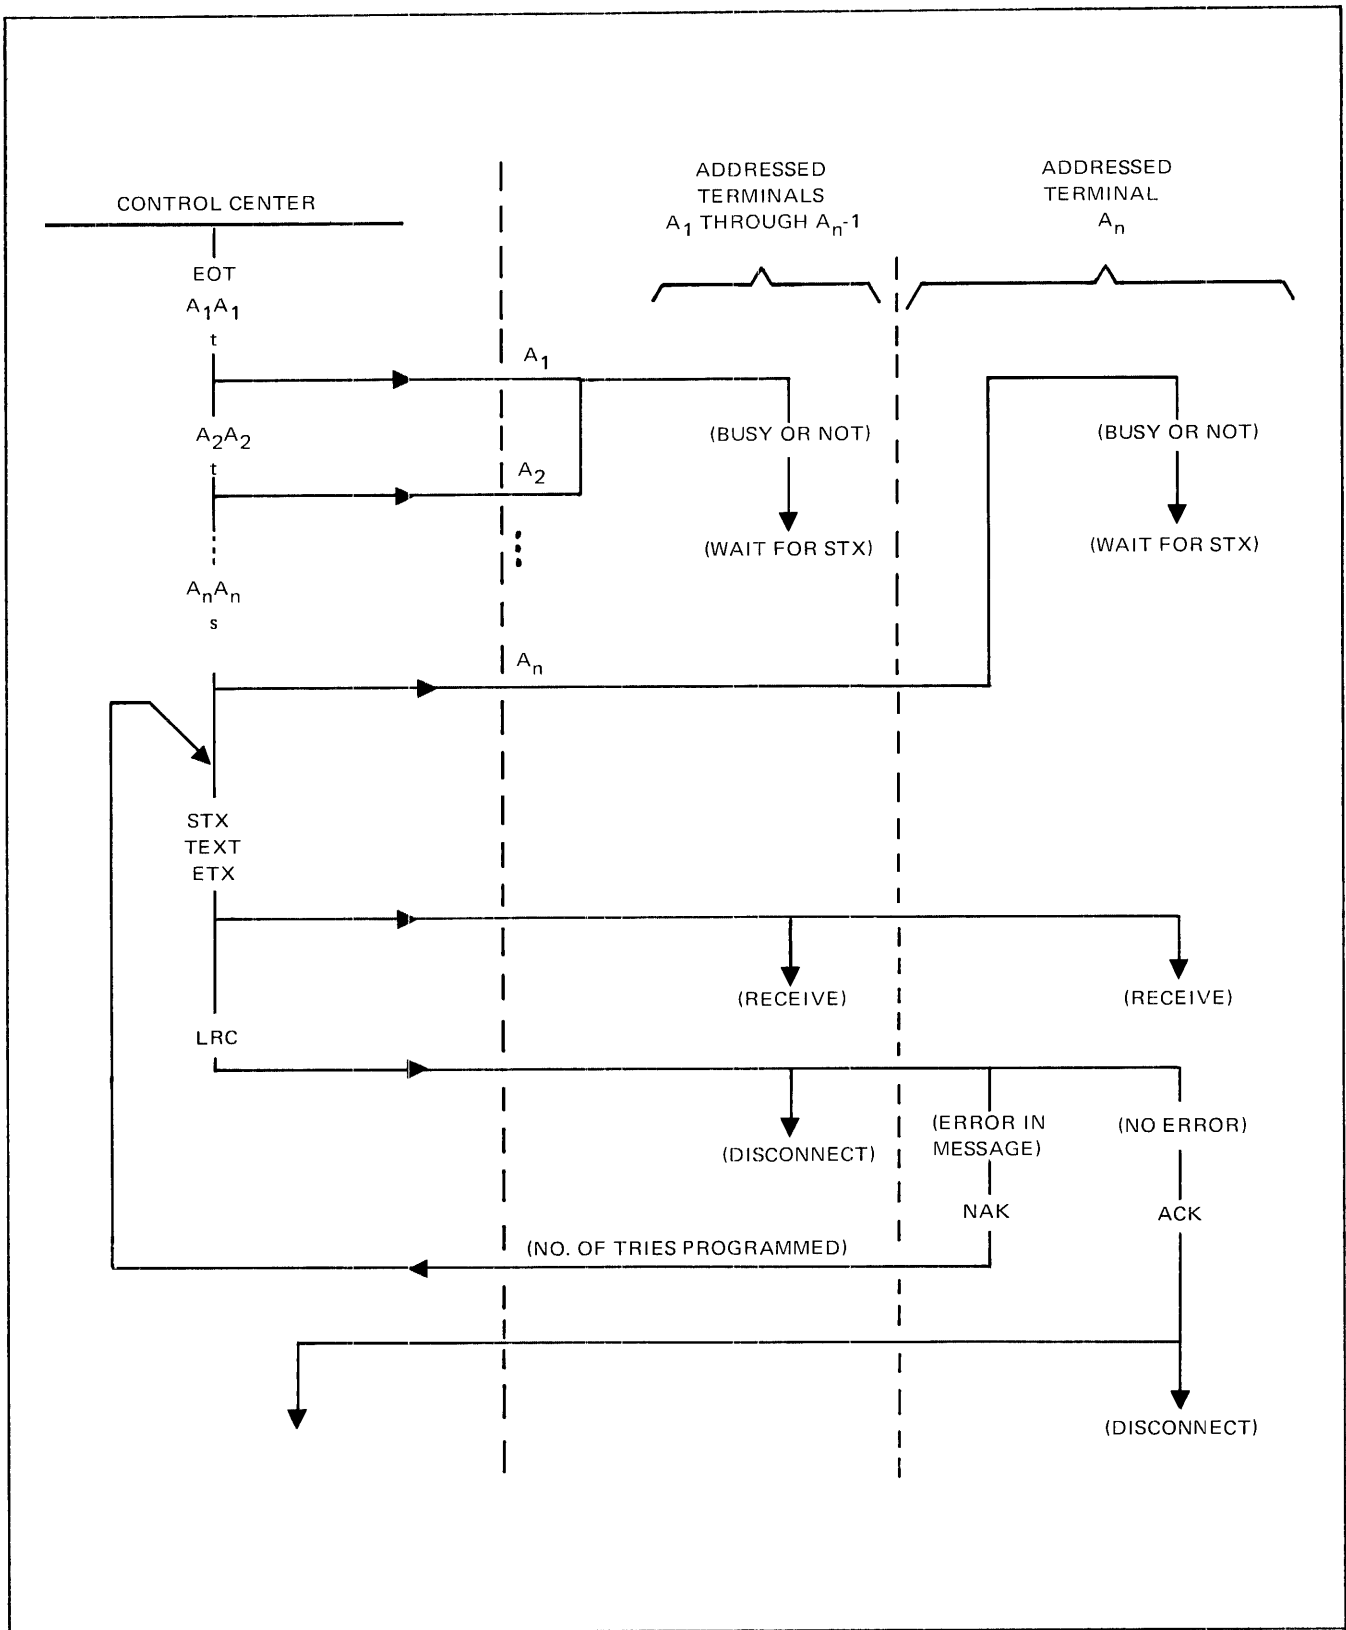 CONTROL CENTER
ADDRESSED
TERMINALS
A₁ THROUGH Aₙ-1
ADDRESSED
TERMINAL
Aₙ
EOT
A₁A₁
t
A₁
A₂A₂
t
A₂
(BUSY OR NOT)
(BUSY OR NOT)
(WAIT FOR STX)
(WAIT FOR STX)
AₙAₙ
s
Aₙ
STX
TEXT
ETX
(RECEIVE)
(RECEIVE)
LRC
(DISCONNECT)
(ERROR IN
MESSAGE)
(NO ERROR)
NAK
ACK
(NO. OF TRIES PROGRAMMED)
(DISCONNECT)